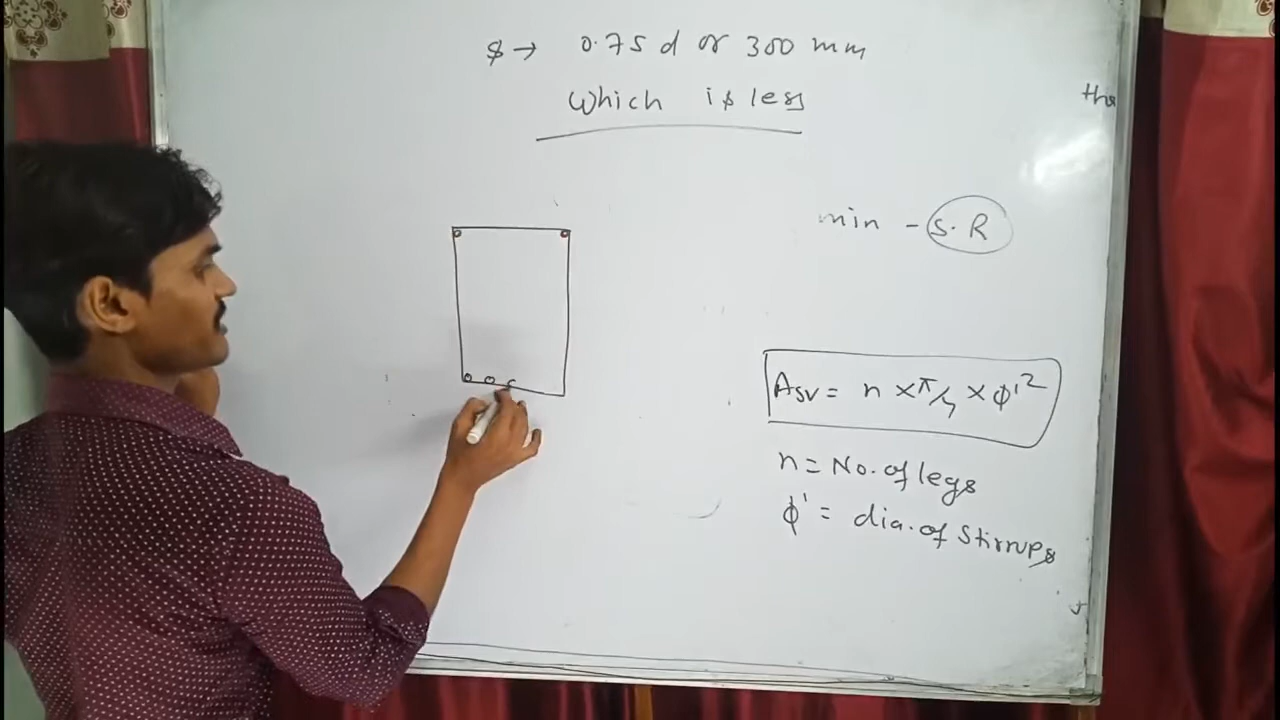 S → 0.75 d or 300 mm
Which is less
min - S.R
Asv = n × π/4 × ϕ'²
n = No. of legs
ϕ' = dia. of Stirrups